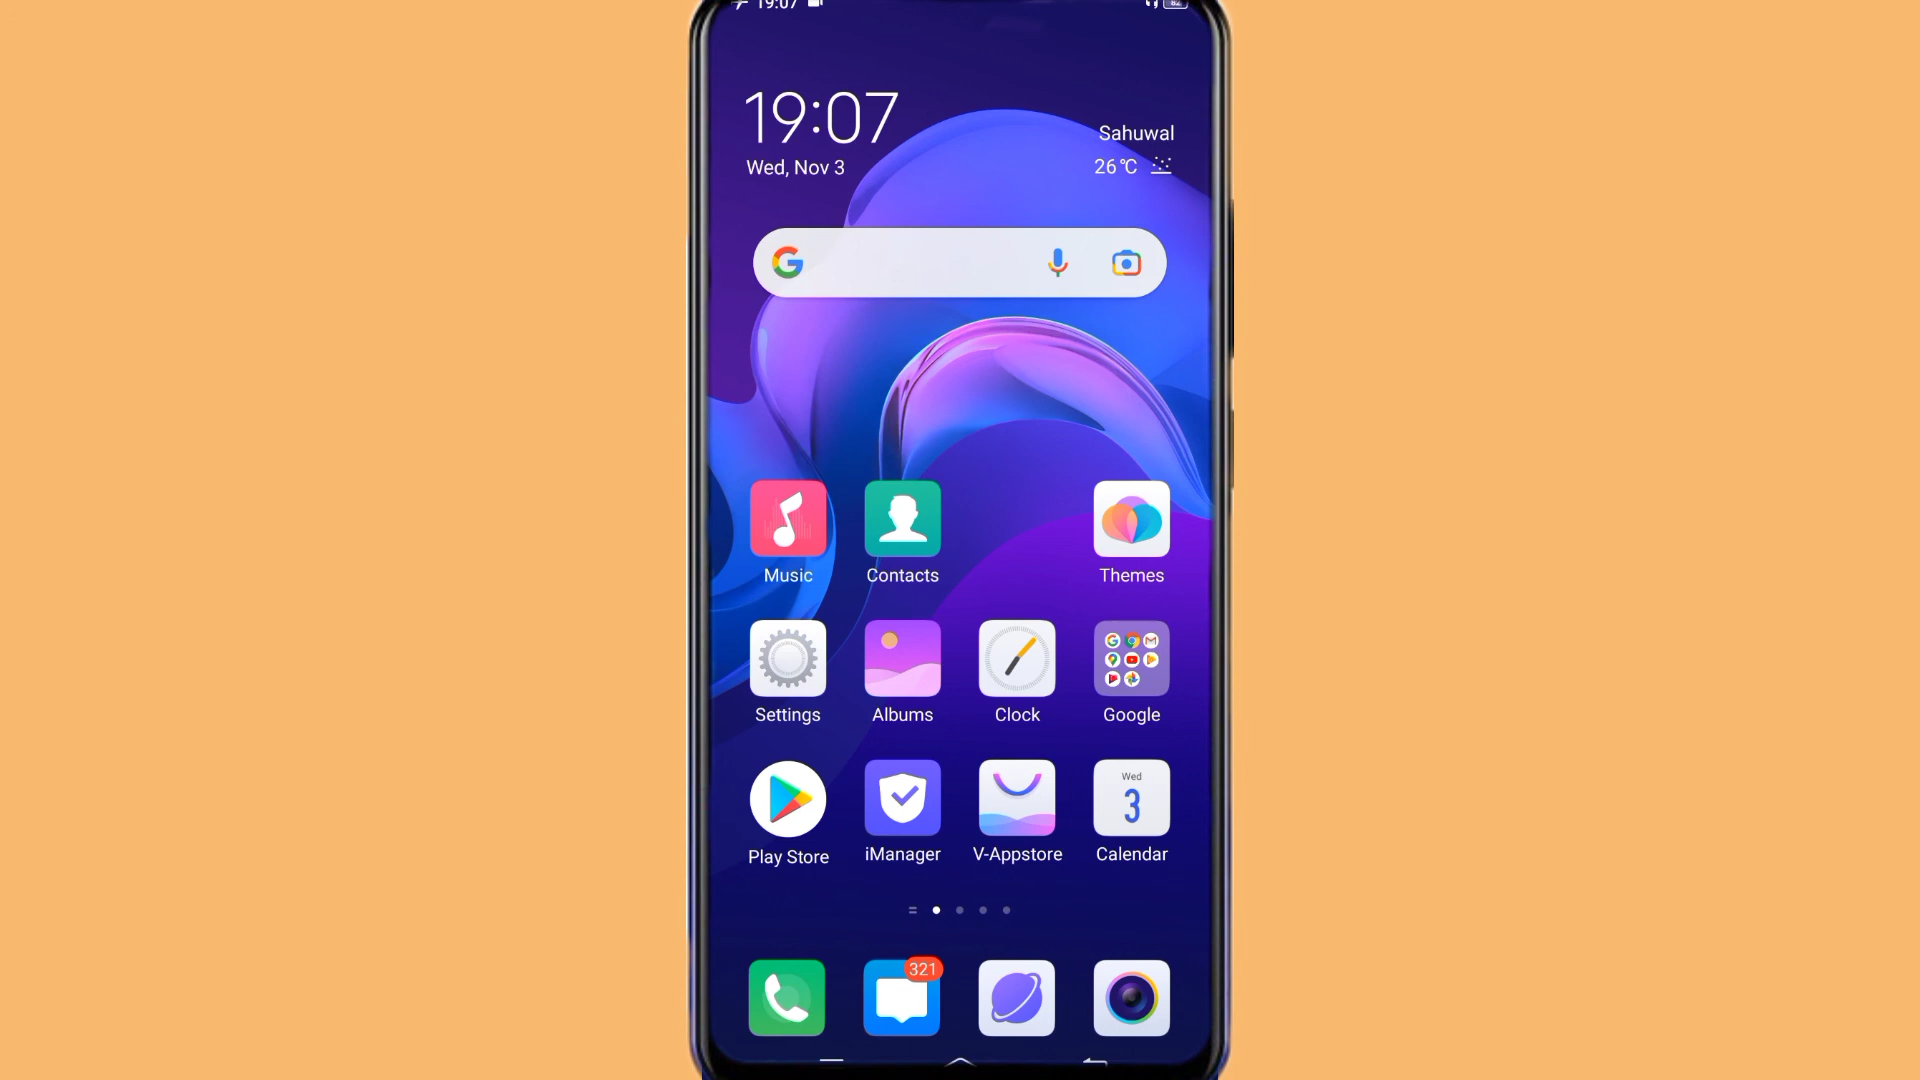 19:07
82
19:07
Wed, Nov 3
Sahuwal
26℃
Music
Contacts
Themes
Settings
Albums
Clock
Google
Wed
3
Play Store
iManager
V-Appstore
Calendar
321